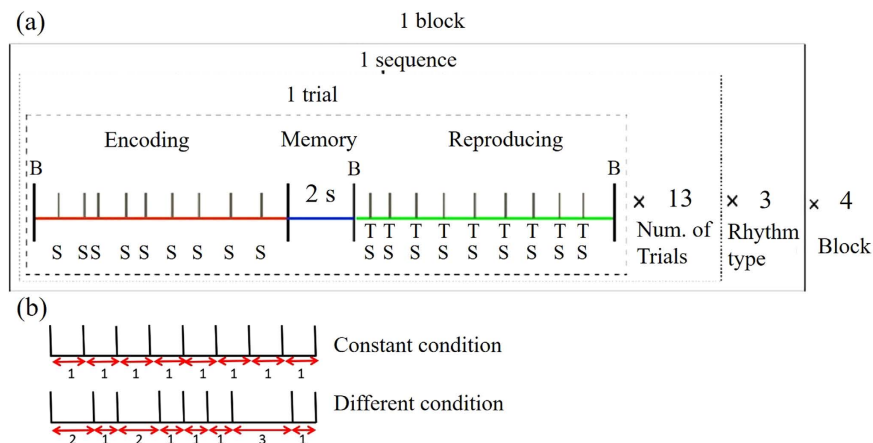 (a)
1 block
1 sequence
1 trial
Encoding Memory Reproducing
B B B
2 s
× 13 × 3 × 4
T T T T T T T T T
S S S S S S S S S S S S S S S S S S
Num. of Trials
Rhythm type
Block
(b)
Constant condition
1 1 1 1 1 1 1 1
Different condition
2 1 2 1 1 1 3 1